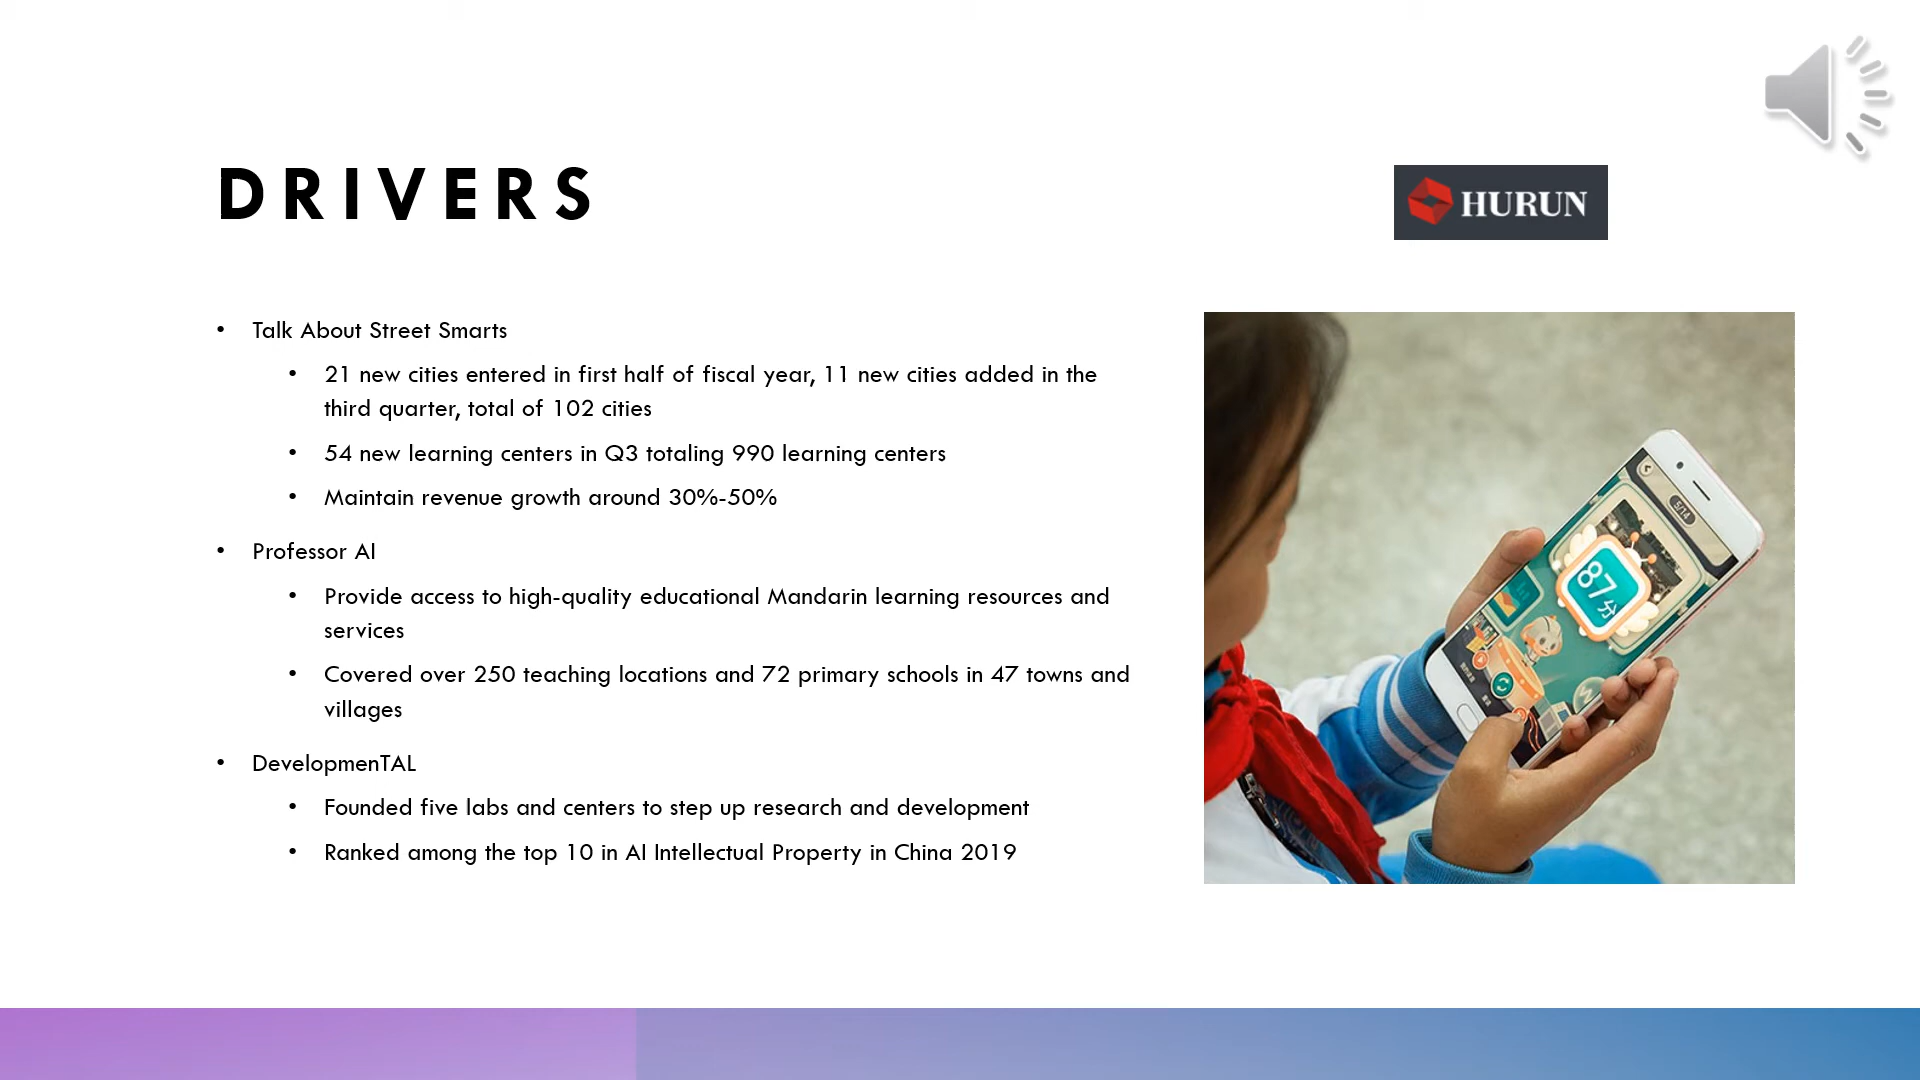 DRIVERS
HURUN
• Talk About Street Smarts
• 21 new cities entered in first half of fiscal year, 11 new cities added in the
third quarter, total of 102 cities
• 54 new learning centers in Q3 totaling 990 learning centers
• Maintain revenue growth around 30%-50%
• Professor AI
• Provide access to high-quality educational Mandarin learning resources and
services
• Covered over 250 teaching locations and 72 primary schools in 47 towns and
villages
• DevelopmenTAL
• Founded five labs and centers to step up research and development
• Ranked among the top 10 in AI Intellectual Property in China 2019
5/14
87分